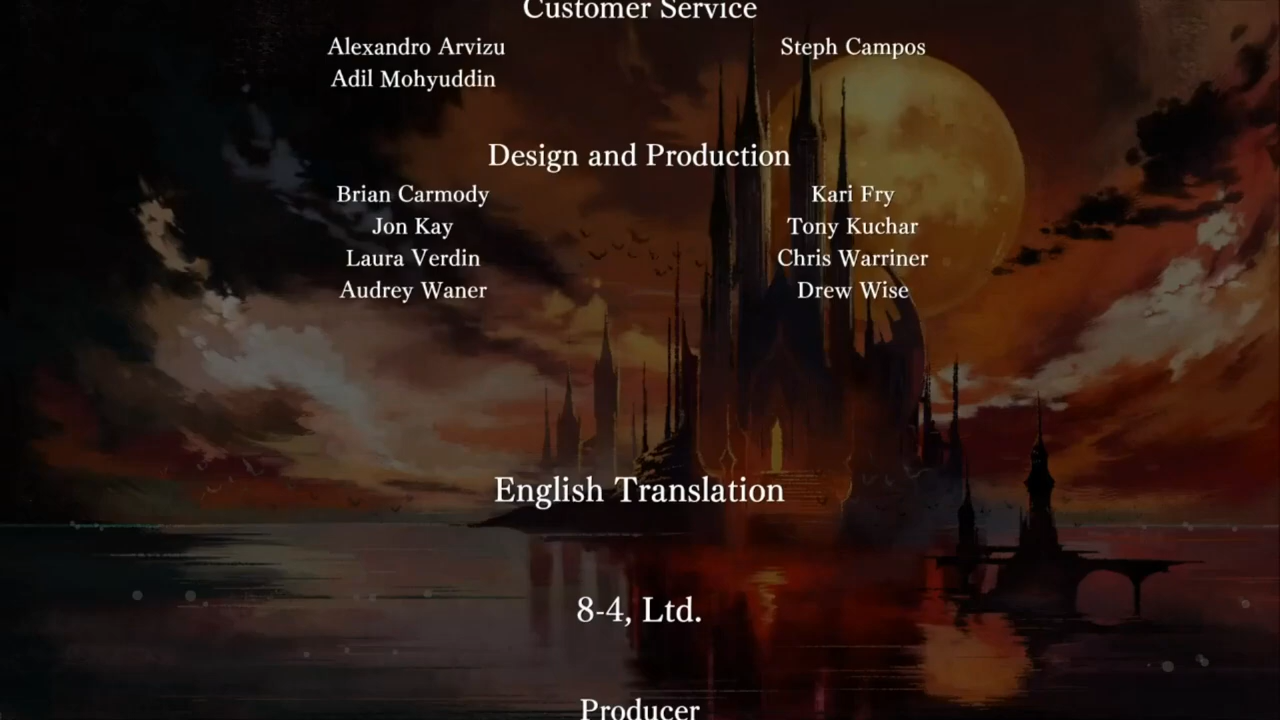 Customer Service
Alexandro Arvizu Steph Campos
Adil Mohyuddin
Design and Production
Brian Carmody Kari Fry
Jon Kay Tony Kuchar
Laura Verdin Chris Warriner
Audrey Waner Drew Wise
English Translation
8-4, Ltd.
Producer